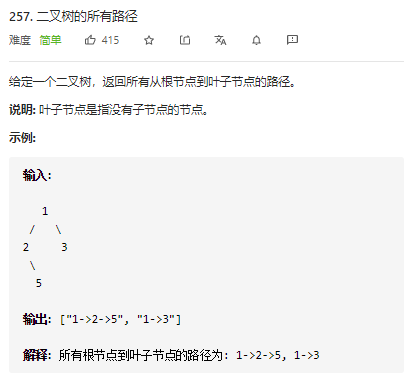 257. 二叉树的所有路径
难度 简单 415
给定一个二叉树，返回所有从根节点到叶子节点的路径。
说明: 叶子节点是指没有子节点的节点。
示例:
输入:
1
/ \
2 3
\
5
输出: ["1->2->5", "1->3"]
解释: 所有根节点到叶子节点的路径为: 1->2->5, 1->3